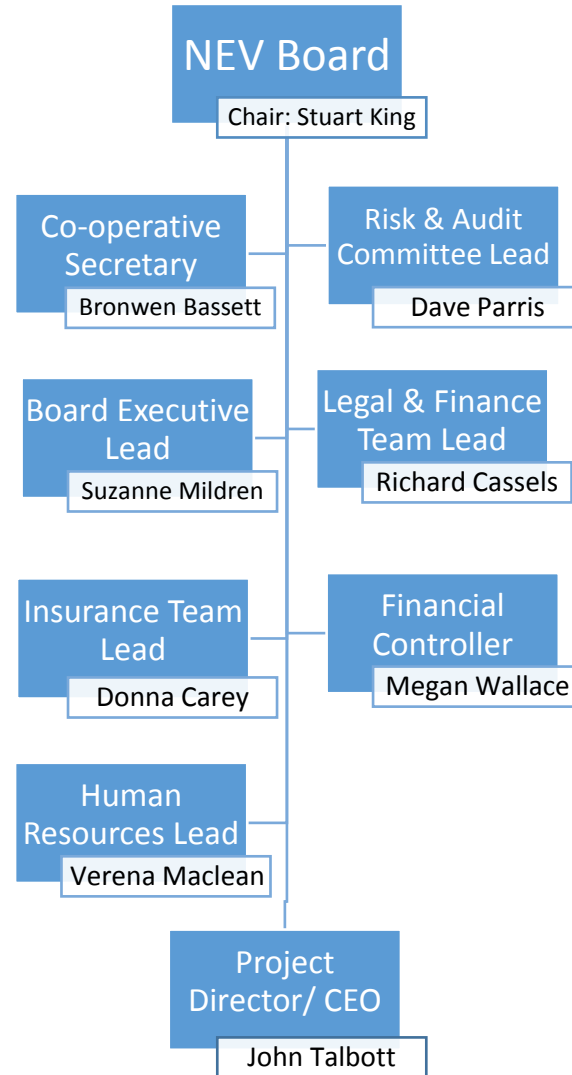 NEV Board
Chair: Stuart King
Co-operative
Secretary
Bronwen Bassett
Risk & Audit
Committee Lead
Dave Parris
Board Executive
Lead
Suzanne Mildren
Legal & Finance
Team Lead
Richard Cassels
Insurance Team
Lead
Donna Carey
Financial
Controller
Megan Wallace
Human
Resources Lead
Verena Maclean
Project
Director/ CEO
John Talbott